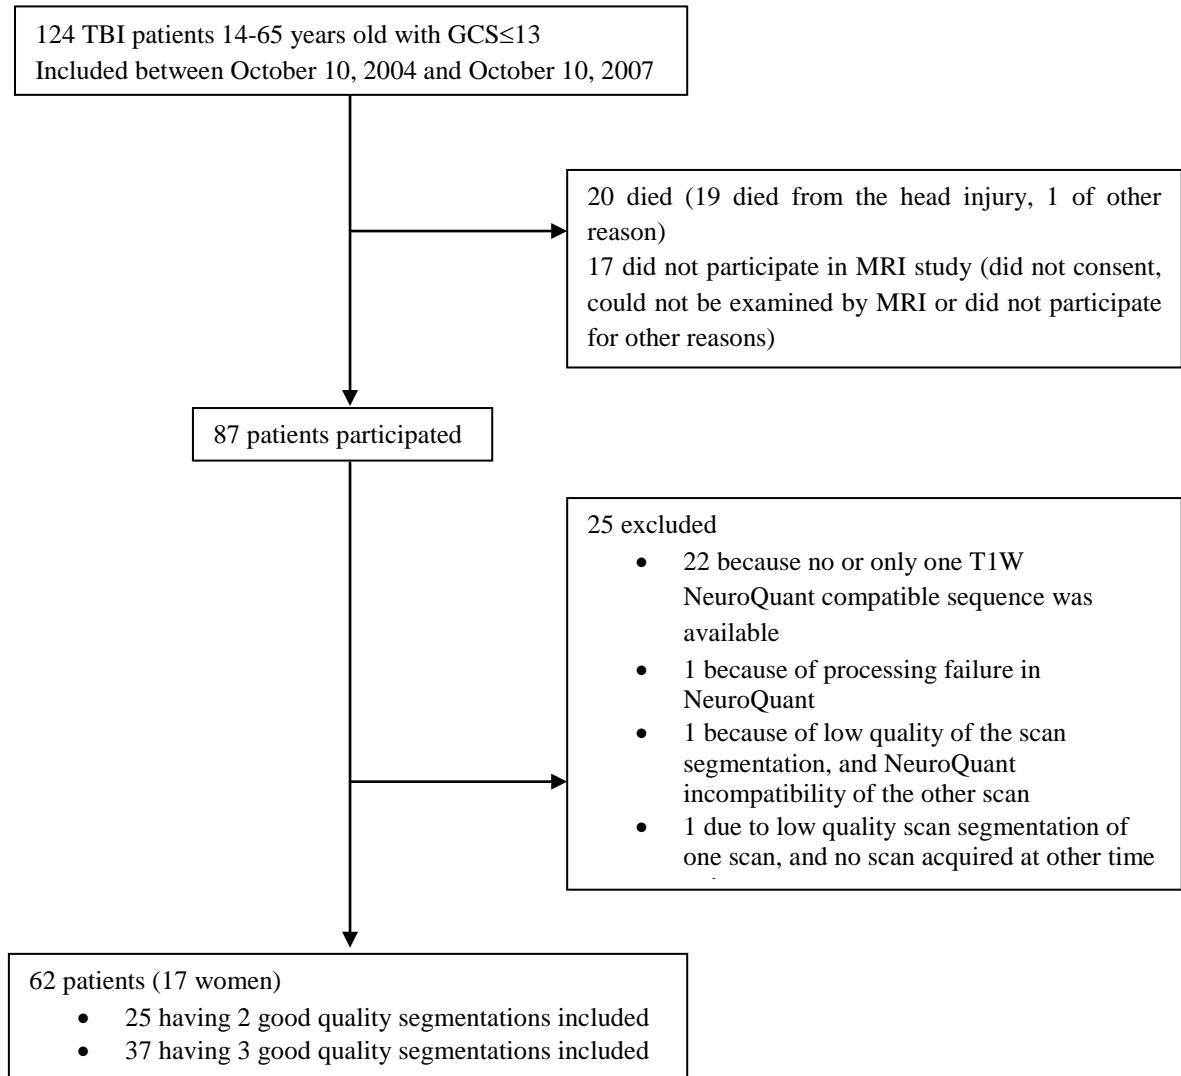 124 TBI patients 14-65 years old with GCS≤13
Included between October 10, 2004 and October 10, 2007
20 died (19 died from the head injury, 1 of other
reason)
17 did not participate in MRI study (did not consent,
could not be examined by MRI or did not participate
for other reasons)
87 patients participated
25 excluded
• 22 because no or only one T1W
NeuroQuant compatible sequence was
available
• 1 because of processing failure in
NeuroQuant
• 1 because of low quality of the scan
segmentation, and NeuroQuant
incompatibility of the other scan
• 1 due to low quality scan segmentation of
one scan, and no scan acquired at other time
62 patients (17 women)
• 25 having 2 good quality segmentations included
• 37 having 3 good quality segmentations included